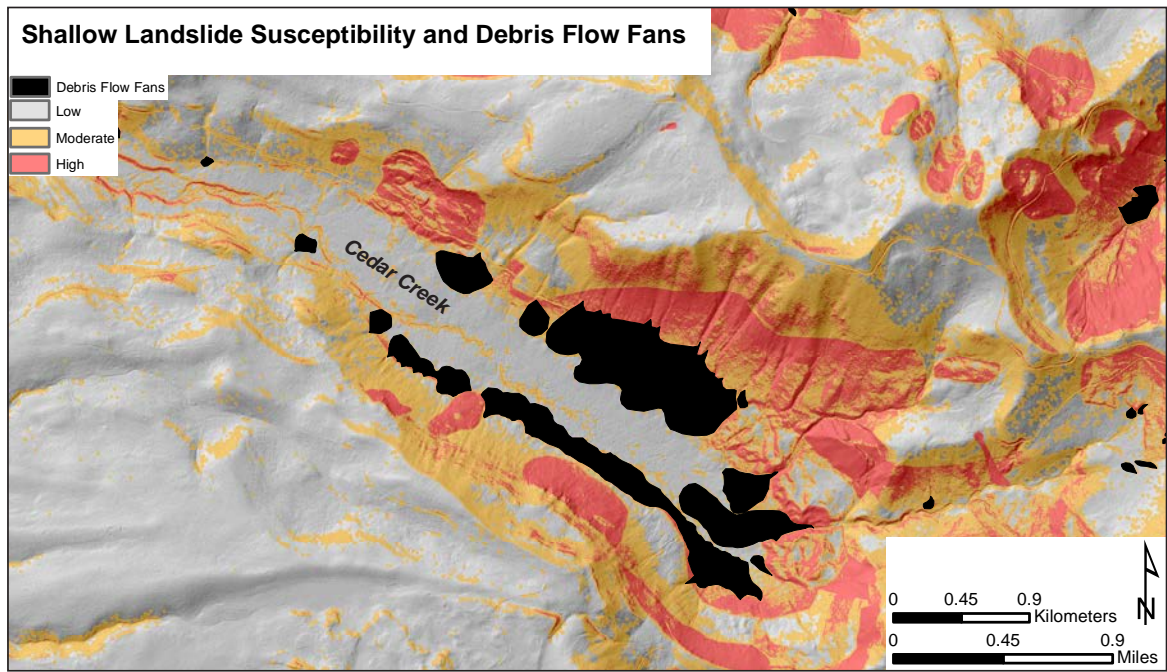 Shallow Landslide Susceptibility and Debris Flow Fans
Debris Flow Fans
Low
Moderate
High
Cedar Creek
N
0 0.45 0.9
Kilometers
0 0.45 0.9
Miles